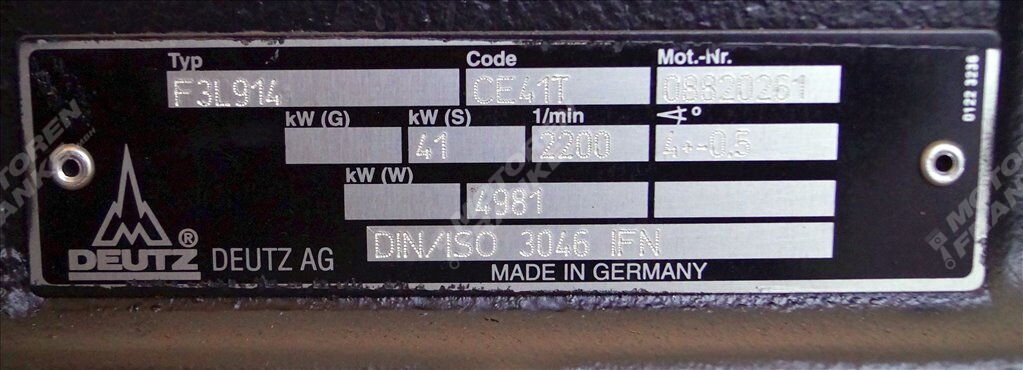 Typ Code Mot.-Nr.
F3L914 CE41T 08820261
kW (G) kW (S) 1/min °
41 2200 4+-0.5
kW (W)
4981
DIN/ISO 3046 IFN
DEUTZ ® DEUTZ AG
MADE IN GERMANY
0122 3236